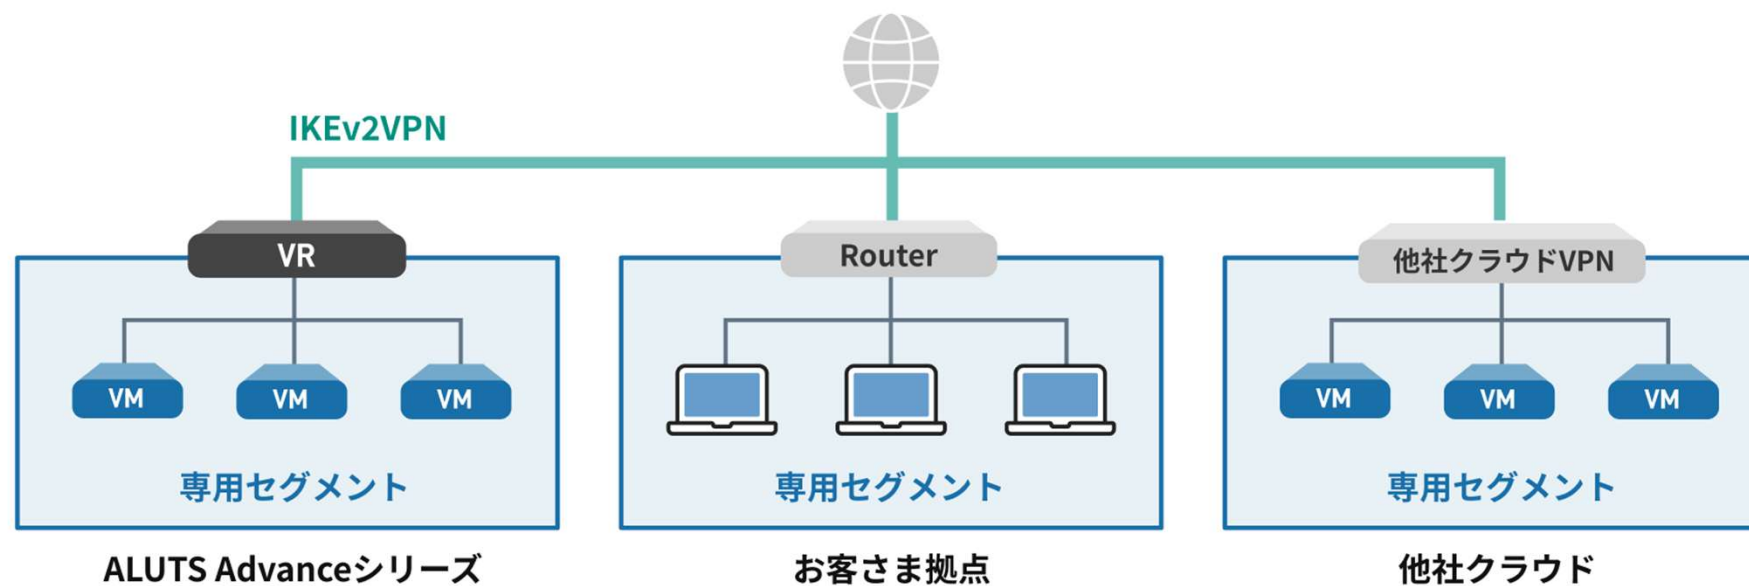 IKEv2VPN
VR
Router
他社クラウドVPN
VM
VM
VM
VM
VM
VM
専用セグメント
専用セグメント
専用セグメント
ALUTS Advanceシリーズ
お客さま拠点
他社クラウド